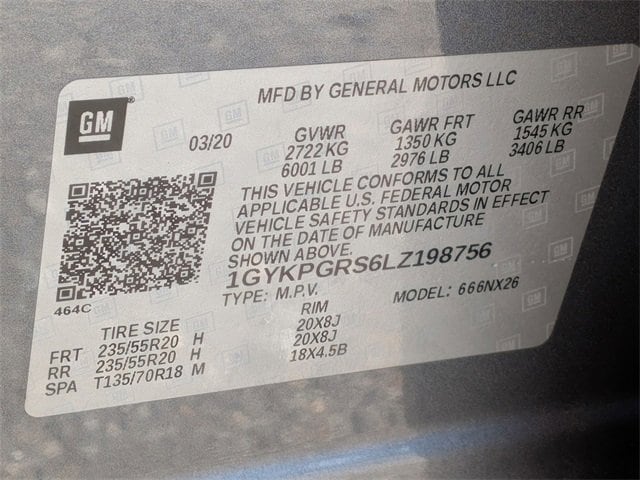 GM
MFD BY GENERAL MOTORS LLC
03/20 GVWR GAWR FRT GAWR RR
2722 KG 1350 KG 1545 KG
6001 LB 2976 LB 3406 LB
THIS VEHICLE CONFORMS TO ALL
APPLICABLE U.S. FEDERAL MOTOR
VEHICLE SAFETY STANDARDS IN EFFECT
ON THE DATE OF MANUFACTURE
SHOWN ABOVE.
1GYKPGRS6LZ198756
TYPE: M.P.V. MODEL: 666NX26
464C
TIRE SIZE RIM
FRT 235/55R20 H 20X8J
RR 235/55R20 H 20X8J
SPA T135/70R18 M 18X4.5B